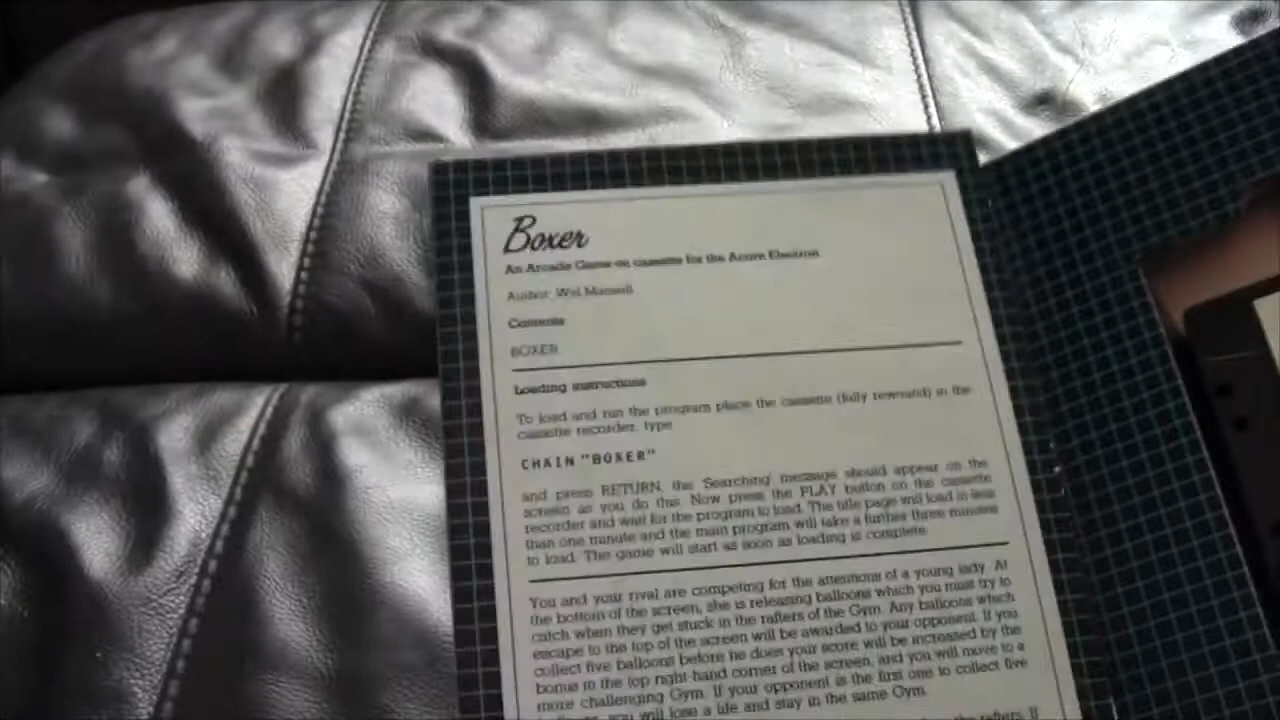 Boxer
An Arcade Game on cassette for the Acorn Electron
Author: Wal Mansell
Contents
BOXER
Loading instructions
To load and run the program place the cassette (fully rewound) in the
cassette recorder, type
CHAIN "BOXER"
and press RETURN, the 'Searching' message should appear on the
screen as you do this. Now press the PLAY button on the cassette
recorder and wait for the program to load. The title page will load in less
than one minute and the main program will take a further three minutes
to load. The game will start as soon as loading is complete.
You and your rival are competing for the attentions of a young lady. At
the bottom of the screen, she is releasing balloons which you must try to
catch when they get stuck in the rafters of the Gym. Any balloons which
escape to the top of the screen will be awarded to your opponent. If you
collect five balloons before he does your score will be increased by the
bonus in the top right-hand corner of the screen, and you will move to a
more challenging Gym. If your opponent is the first one to collect five
you will lose a life and stay in the same Gym.
the rafters. If